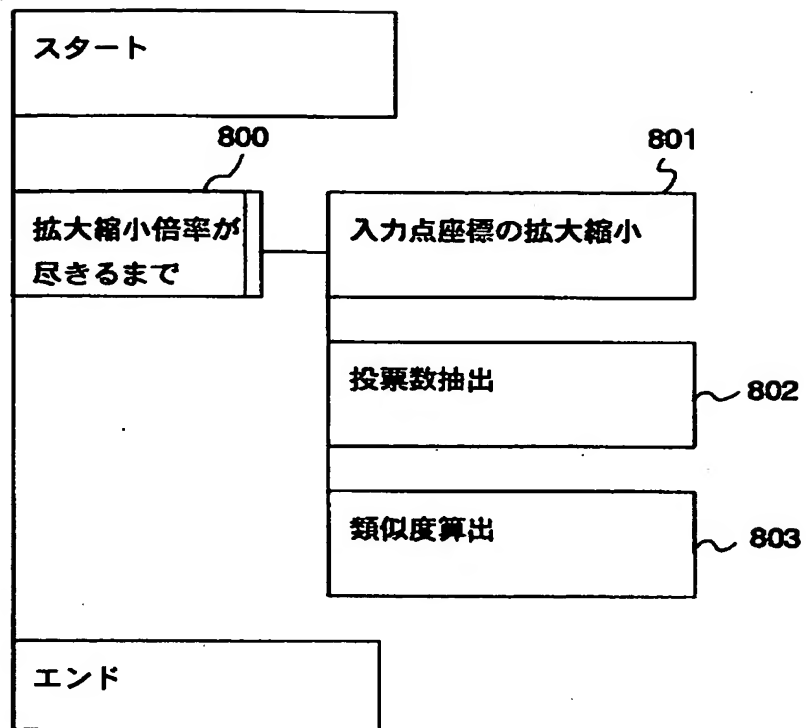 スタート
800
801
拡大縮小倍率が
尽きるまで
入力点座標の拡大縮小
投票数抽出
802
類似度算出
803
エンド